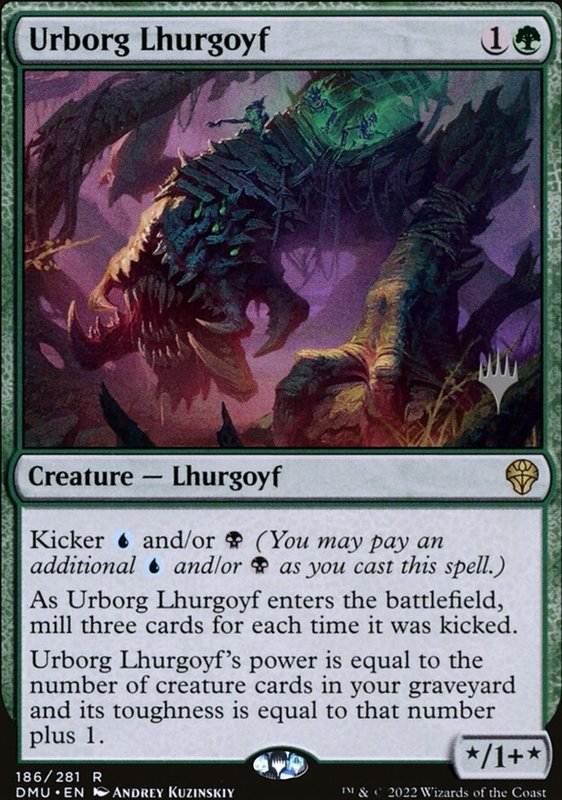 Urborg Lhurgoyf 1
Creature — Lhurgoyf
Kicker and/or (You may pay an
additional and/or as you cast this spell.)
As Urborg Lhurgoyf enters the battlefield,
mill three cards for each time it was kicked.
Urborg Lhurgoyf's power is equal to the
number of creature cards in your graveyard
and its toughness is equal to that number
plus 1.
*/1+*
186/281 R
DMU • EN Andrey Kuzinskiy
™ & © 2022 Wizards of the Coast